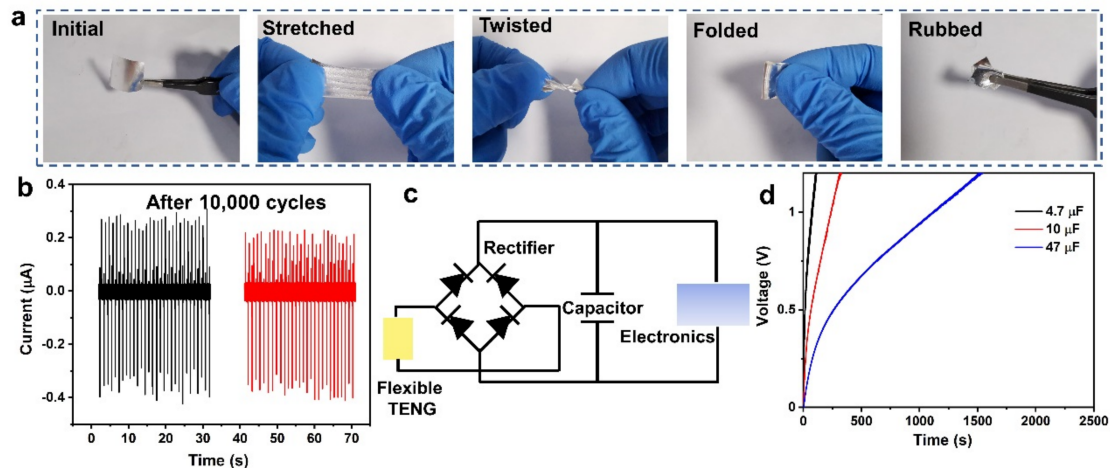 a
Initial
Stretched
Twisted
Folded
Rubbed
b
After 10,000 cycles
0.4
0.2
0.0
-0.2
-0.4
Current (µA)
0 10 20 30 40 50 60 70
Time (s)
c
Rectifier
Capacitor
Electronics
Flexible
TENG
d
4.7 µF
10 µF
47 µF
1
0.5
0
Voltage (V)
0 500 1000 1500 2000 2500
Time (s)